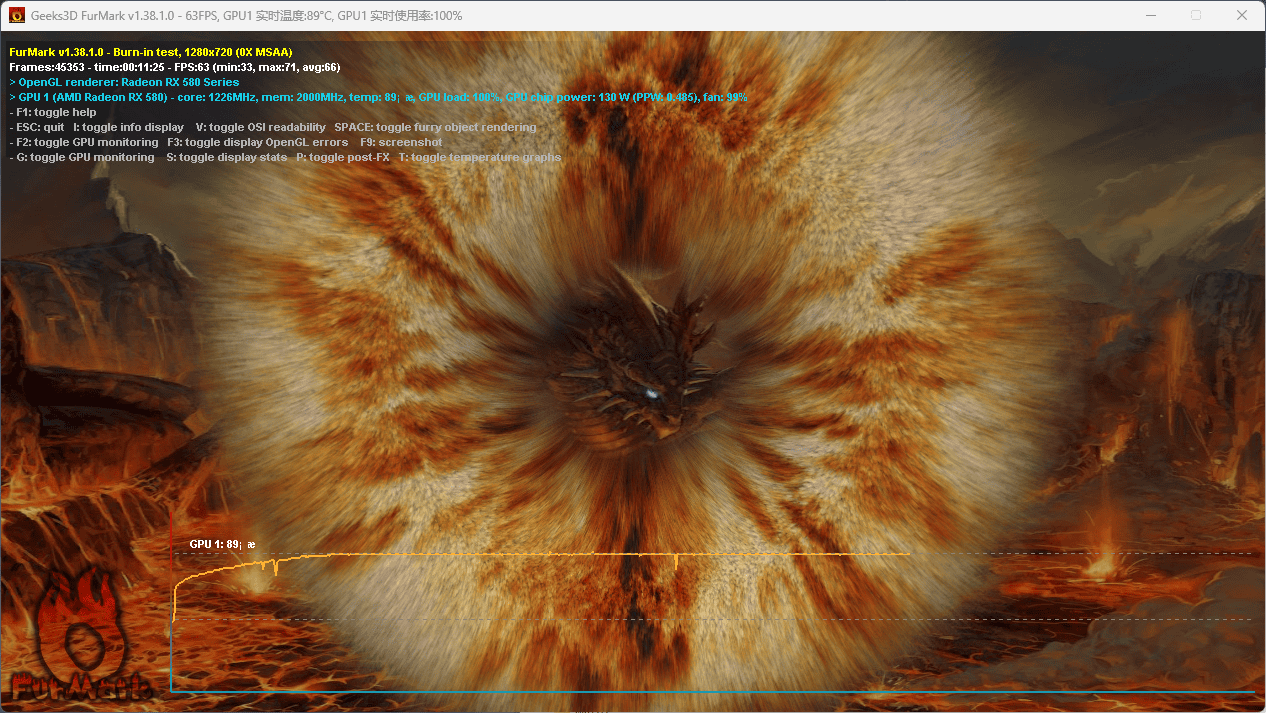 Geeks3D FurMark v1.38.1.0 - 63FPS, GPU1 实时温度:89°C, GPU1 实时使用率:100%
FurMark v1.38.1.0 - Burn-in test, 1280x720 (0X MSAA)
Frames:45353 - time:00:11:25 - FPS:63 (min:33, max:71, avg:66)
> OpenGL renderer: Radeon RX 580 Series
> GPU 1 (AMD Radeon RX 580) - core: 1226MHz, mem: 2000MHz, temp: 89¡ æ, GPU load: 100%, GPU chip power: 130 W (PPW: 0.485), fan: 99%
- F1: toggle help
- ESC: quit I: toggle info display V: toggle OSI readability SPACE: toggle furry object rendering
- F2: toggle GPU monitoring F3: toggle display OpenGL errors F9: screenshot
- G: toggle GPU monitoring S: toggle display stats P: toggle post-FX T: toggle temperature graphs
GPU 1: 89¡ æ
FurMark